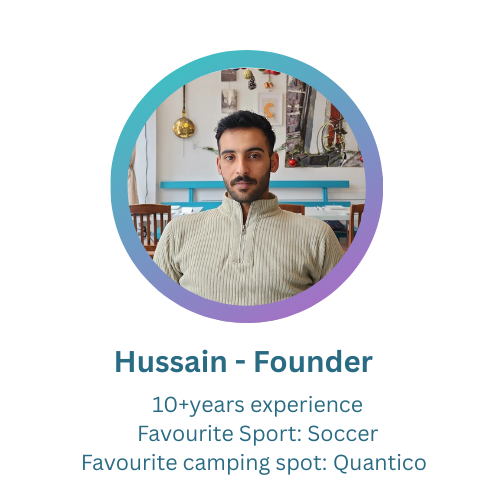 Hussain - Founder
10+years experience
Favourite Sport: Soccer
Favourite camping spot: Quantico